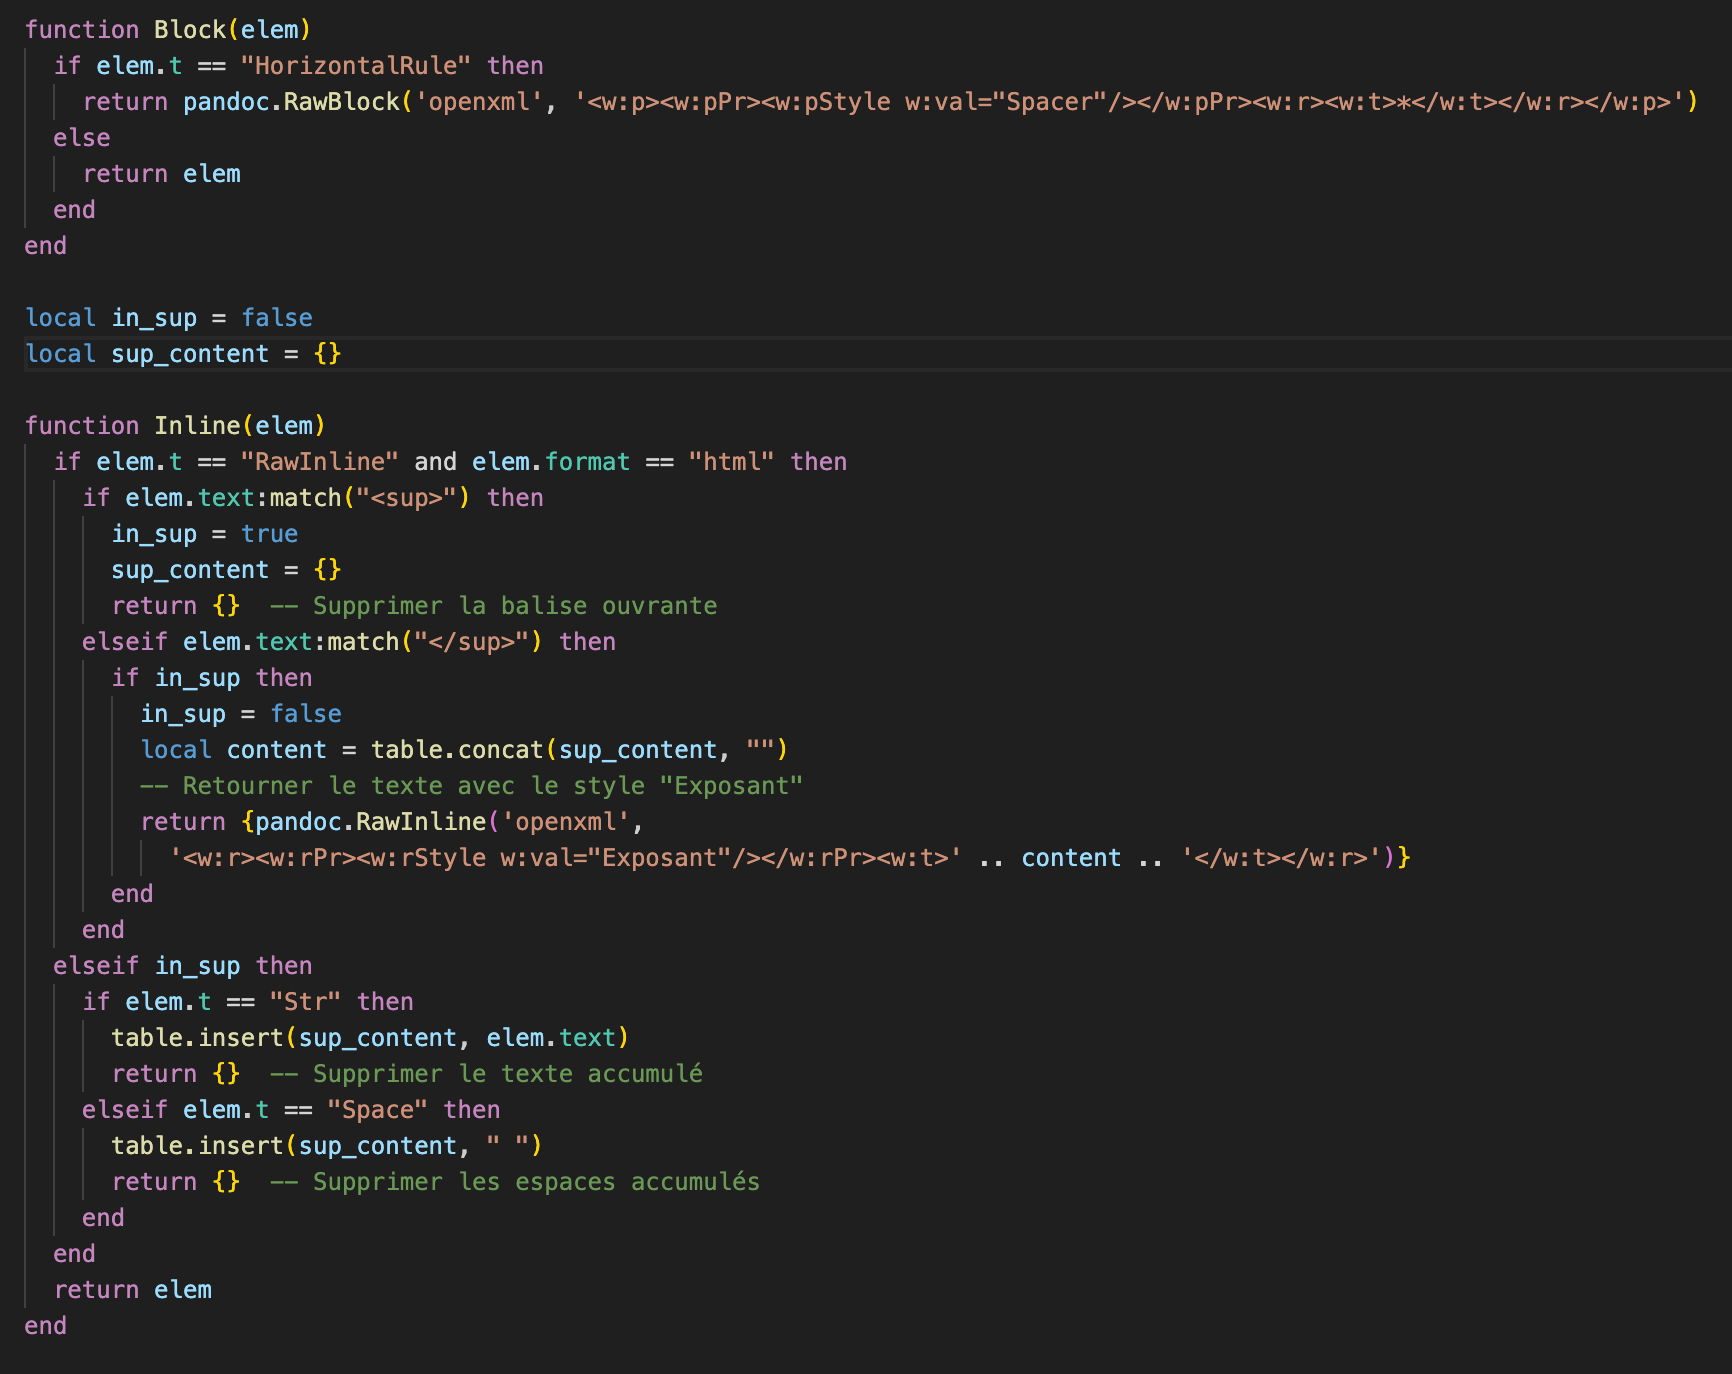 function Block(elem)
  if elem.t == "HorizontalRule" then
    return pandoc.RawBlock('openxml', '<w:p><w:pPr><w:pStyle w:val="Spacer"/></w:pPr><w:r><w:t>*</w:t></w:r></w:p>')
  else
    return elem
  end
end

local in_sup = false
local sup_content = {}

function Inline(elem)
  if elem.t == "RawInline" and elem.format == "html" then
    if elem.text:match("<sup>") then
      in_sup = true
      sup_content = {}
      return {}  -- Supprimer la balise ouvrante
    elseif elem.text:match("</sup>") then
      if in_sup then
        in_sup = false
        local content = table.concat(sup_content, "")
        -- Retourner le texte avec le style "Exposant"
        return {pandoc.RawInline('openxml',
          '<w:r><w:rPr><w:rStyle w:val="Exposant"/></w:rPr><w:t>' .. content .. '</w:t></w:r>')}
      end
    end
  elseif in_sup then
    if elem.t == "Str" then
      table.insert(sup_content, elem.text)
      return {}  -- Supprimer le texte accumulé
    elseif elem.t == "Space" then
      table.insert(sup_content, " ")
      return {}  -- Supprimer les espaces accumulés
    end
  end
  return elem
end